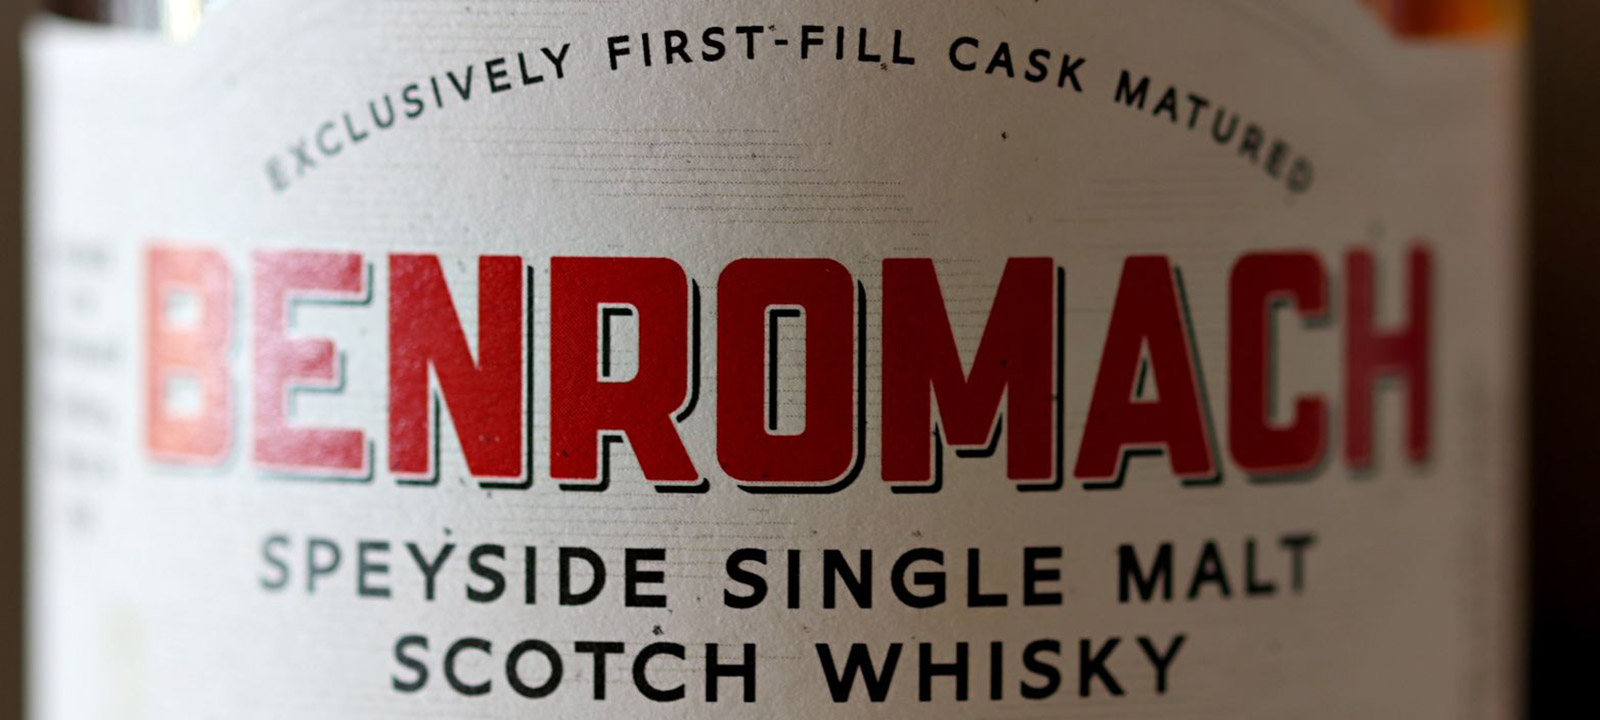 EXCLUSIVELY FIRST-FILL CASK MATURED
BENROMACH
SPEYSIDE SINGLE MALT
SCOTCH WHISKY